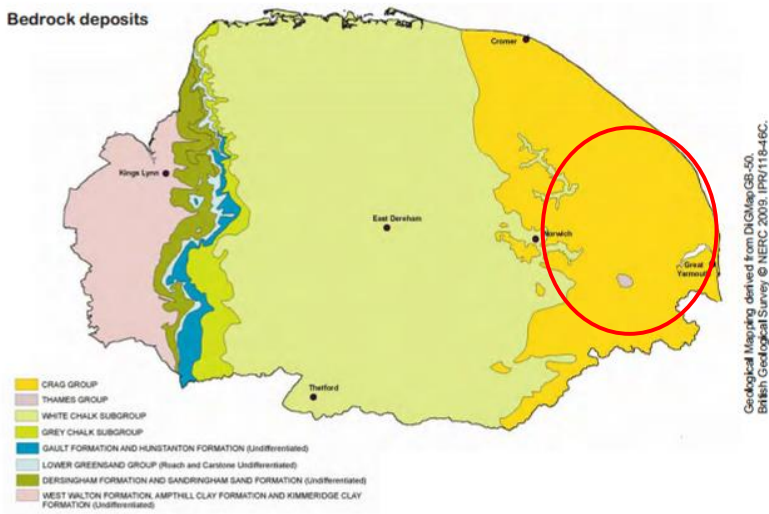 Bedrock deposits
Cromer
Kings Lynn
East Dereham
Norwich
Great
Yarmouth
Thetford
CRAG GROUP
THAMES GROUP
WHITE CHALK SUBGROUP
GREY CHALK SUBGROUP
GAULT FORMATION AND HUNSTANTON FORMATION (Undifferentiated)
LOWER GREENSAND GROUP (Roach and Carstone Undifferentiated)
DERSINGHAM FORMATION AND SANDRINGHAM SAND FORMATION (Undifferentiated)
WEST WALTON FORMATION, AMPTHILL CLAY FORMATION AND KIMMERIDGE CLAY
FORMATION (Undifferentiated)
Geological Mapping derived from DiGMapGB-50,
British Geological Survey © NERC 2009. IPR/118-46C.